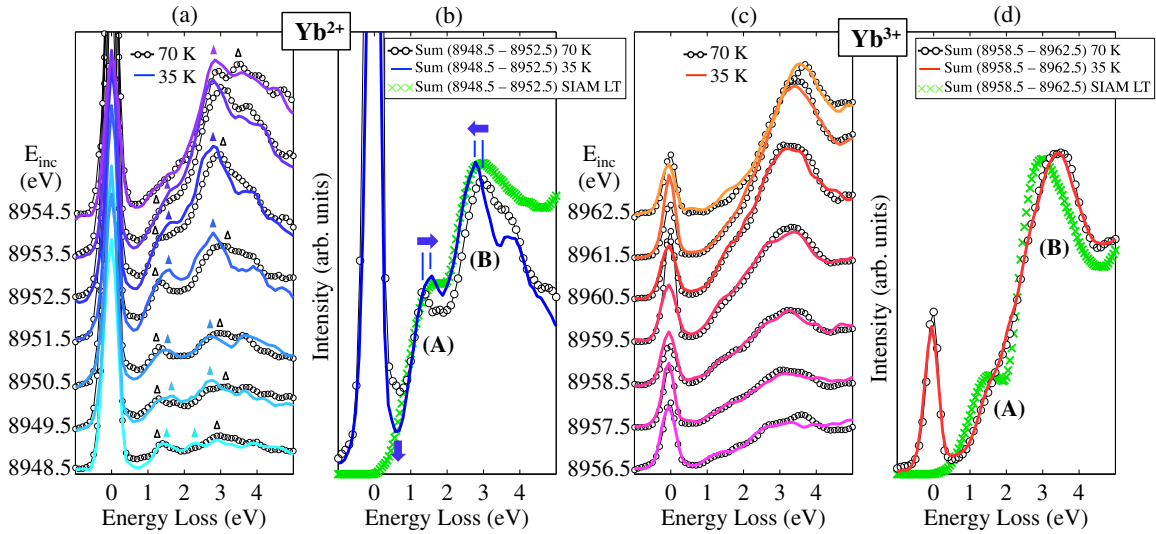 (a)
Yb2+
(b)
(c)
Yb3+
(d)
70 K
35 K
Sum (8948.5 – 8952.5) 70 K
Sum (8948.5 – 8952.5) 35 K
Sum (8948.5 – 8952.5) SIAM LT
70 K
35 K
Sum (8958.5 – 8962.5) 70 K
Sum (8958.5 – 8962.5) 35 K
Sum (8958.5 – 8962.5) SIAM LT
Einc
(eV)
8954.5
8953.5
8952.5
8951.5
8950.5
8949.5
8948.5
0 1 2 3 4
Energy Loss (eV)
Intensity (arb. units)
(A)
(B)
0 1 2 3 4
Energy Loss (eV)
Einc
(eV)
8962.5
8961.5
8960.5
8959.5
8958.5
8957.5
8956.5
0 1 2 3 4
Energy Loss (eV)
Intensity (arb. units)
(A)
(B)
0 1 2 3 4
Energy Loss (eV)